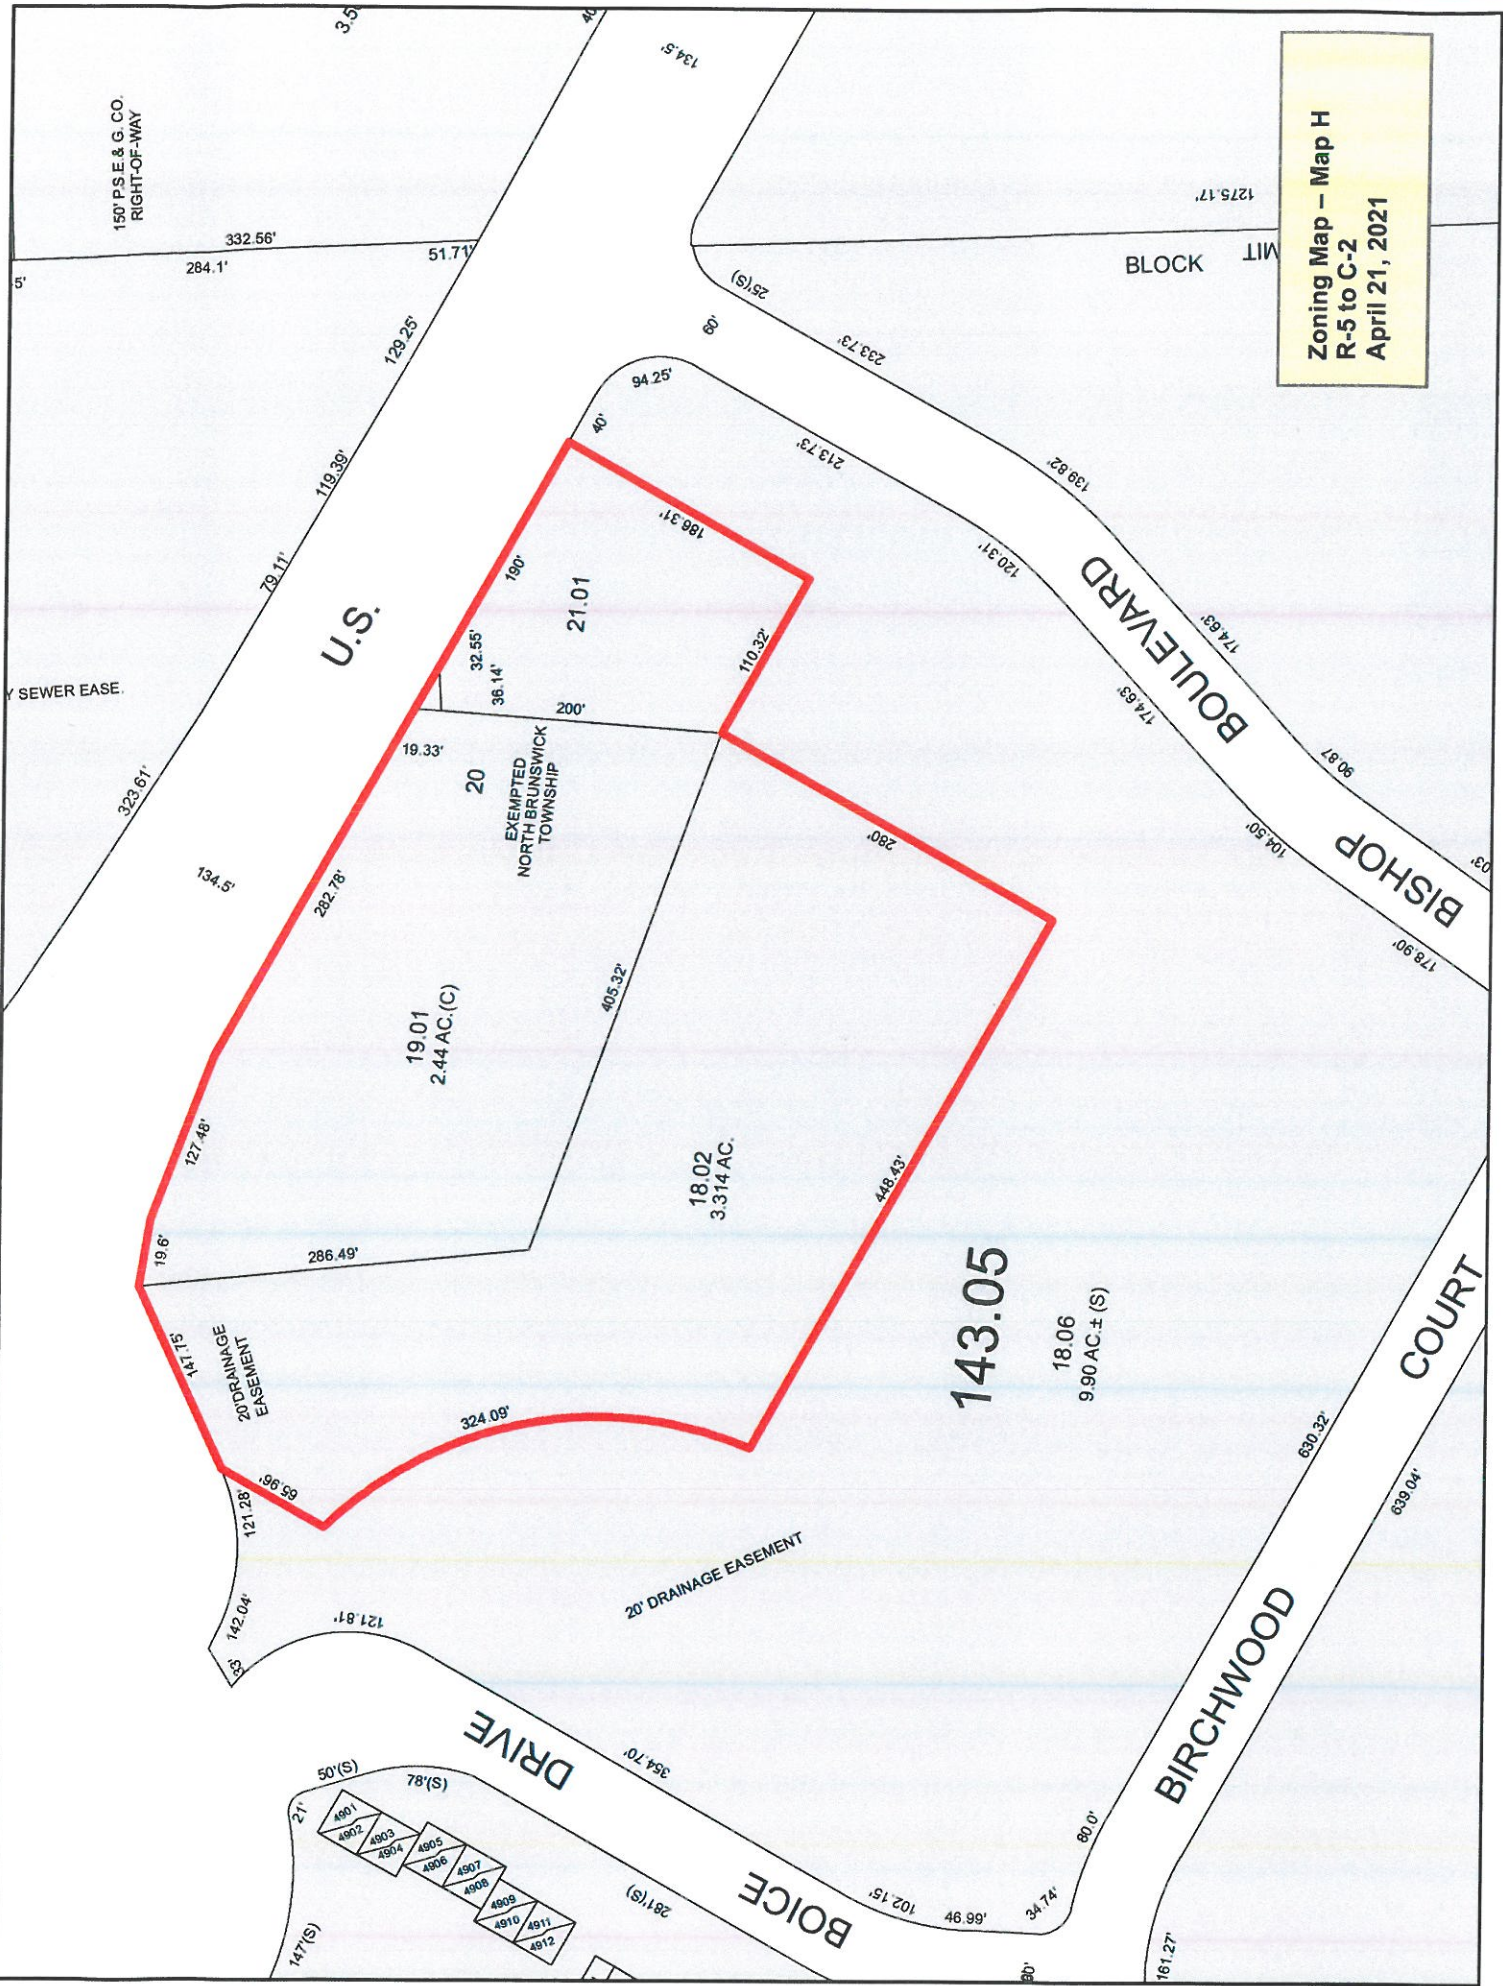 150' P.S.E.& G. CO.
RIGHT-OF-WAY
332.56'
284.1'
51.71'
5'
134.5'
129.25'
119.39'
79.11'
U.S.
Y SEWER EASE.
323.61'
134.5'
60'
25'(S)
233.73'
139.82'
174.63'
90.87
03'
94.25'
40'
213.73'
120.31'
174.63'
104.50'
178.90'
BISHOP
BOULEVARD
1275.17'
BLOCK
Zoning Map – Map H
R-5 to C-2
April 21, 2021
190'
186.31'
21.01
32.55'
36.14'
110.32'
200'
19.33'
20
EXEMPTED
NORTH BRUNSWICK
TOWNSHIP
282.78'
280'
405.32'
19.01
2.44 AC.(C)
127.48'
19.6'
286.49'
18.02
3.314 AC.
448.43'
147.75'
20'DRAINAGE
EASEMENT
324.09'
65.96'
121.28'
142.04'
33'
121.81'
143.05
18.06
9.90 AC.± (S)
20' DRAINAGE EASEMENT
630.32'
639.04'
BIRCHWOOD
COURT
354.70'
BOICE
DRIVE
50'(S)
78'(S)
21'
4901
4902
4903
4904
4905
4906
4907
4908
4909
4910
4911
4912
281'(S)
147'(S)
102.15'
46.99'
34.74'
80.0'
161.27'